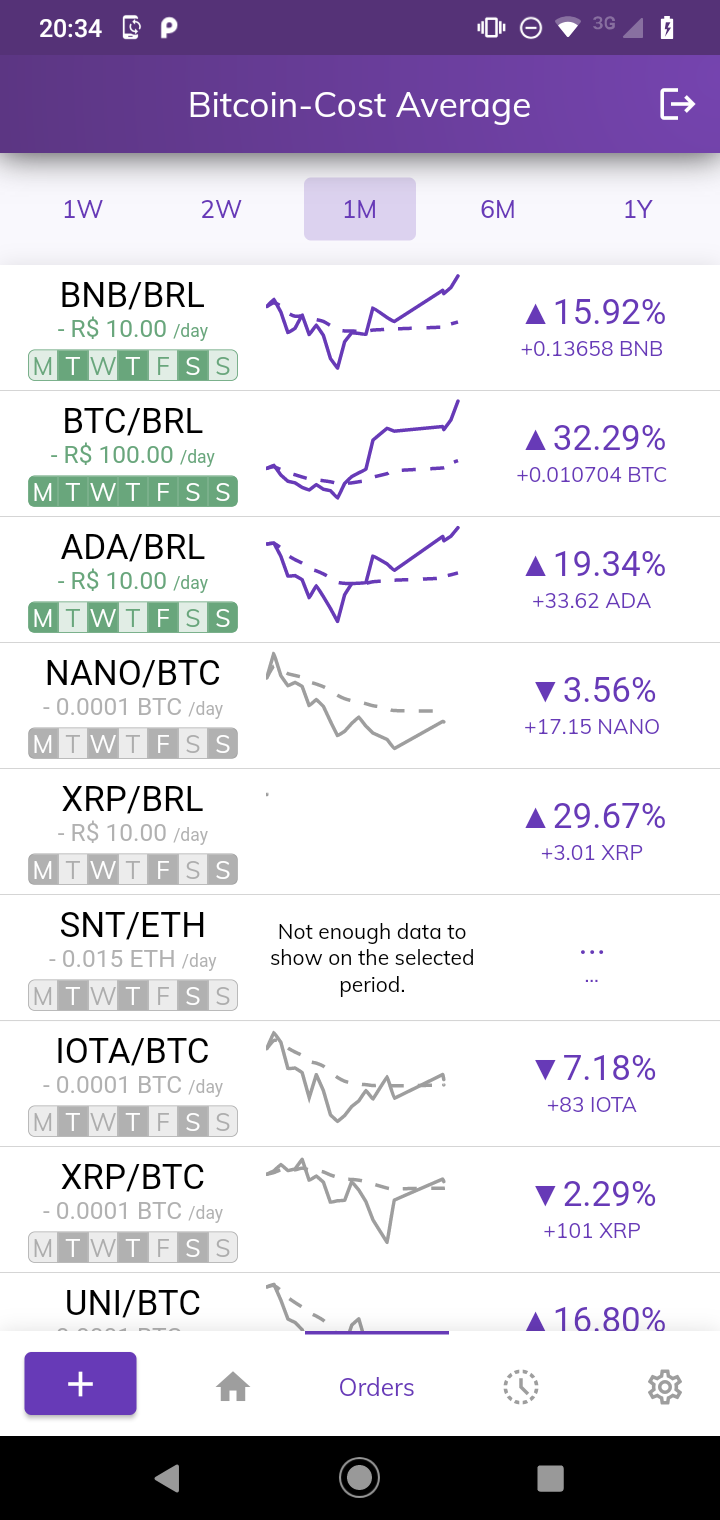 20:34
3G
Bitcoin-Cost Average
1W 2W 1M 6M 1Y
BNB/BRL
- R$ 10.00 /day
M T W T F S S
▲15.92%
+0.13658 BNB
BTC/BRL
- R$ 100.00 /day
M T W T F S S
▲32.29%
+0.010704 BTC
ADA/BRL
- R$ 10.00 /day
M T W T F S S
▲19.34%
+33.62 ADA
NANO/BTC
- 0.0001 BTC /day
M T W T F S S
▼3.56%
+17.15 NANO
XRP/BRL
- R$ 10.00 /day
M T W T F S S
▲29.67%
+3.01 XRP
SNT/ETH
- 0.015 ETH /day
M T W T F S S
Not enough data to
show on the selected
period.
...
...
IOTA/BTC
- 0.0001 BTC /day
M T W T F S S
▼7.18%
+83 IOTA
XRP/BTC
- 0.0001 BTC /day
M T W T F S S
▼2.29%
+101 XRP
UNI/BTC
▲16.80%
+
Orders